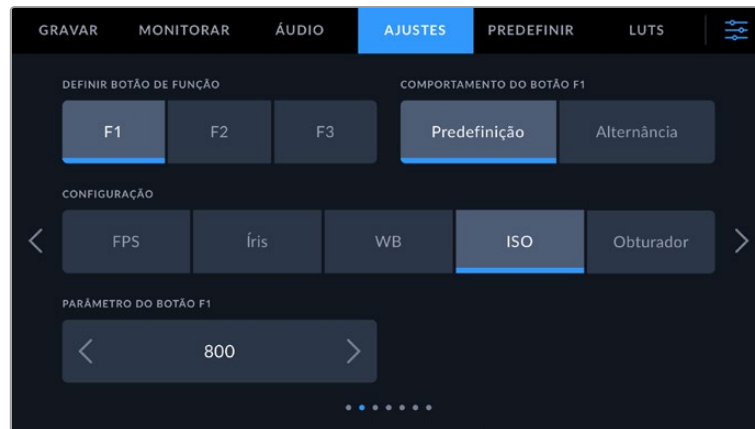 GRAVAR MONITORAR ÁUDIO AJUSTES PREDEFINIR LUTS
DEFINIR BOTÃO DE FUNÇÃO COMPORTAMENTO DO BOTÃO F1
F1 F2 F3 Predefinição Alternância
CONFIGURAÇÃO
FPS Íris WB ISO Obturador
PARÂMETRO DO BOTÃO F1
800